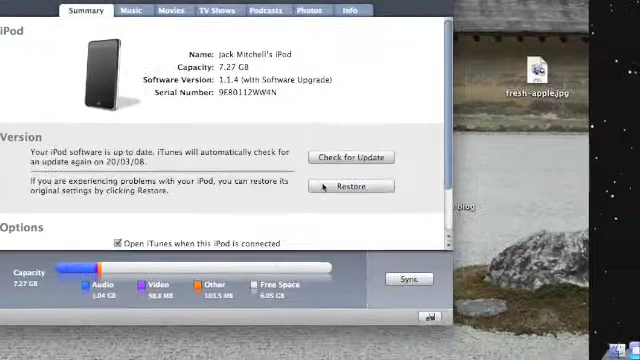 Summary Music Movies TV Shows Podcasts Photos Info
iPod
Name: Jack Mitchell's iPod
Capacity: 7.27 GB
Software Version: 1.1.4 (with Software Upgrade)
Serial Number: 9E80112WW4N
fresh-apple.jpg
Version
Your iPod software is up to date. iTunes will automatically check for
an update again on 20/03/08.
Check for Update
If you are experiencing problems with your iPod, you can restore its
original settings by clicking Restore.
Restore
blog
Options
Open iTunes when this iPod is connected
Capacity
7.27 GB
Audio
1.04 GB
Video
98.8 MB
Other
103.5 MB
Free Space
6.05 GB
Sync